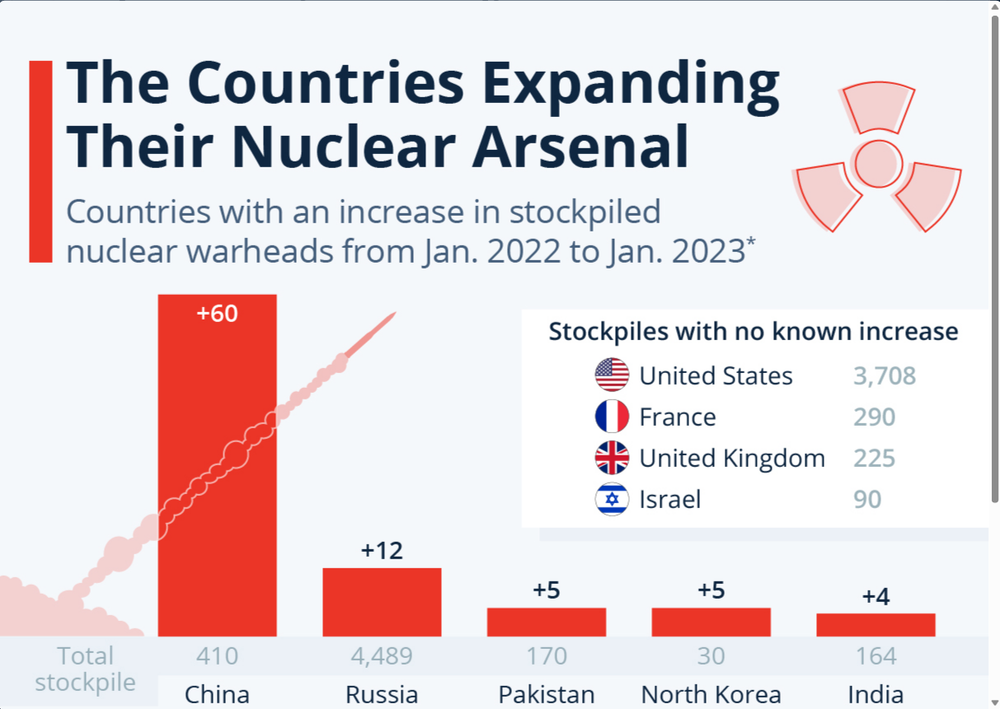 The Countries Expanding
Their Nuclear Arsenal
Countries with an increase in stockpiled
nuclear warheads from Jan. 2022 to Jan. 2023*
Stockpiles with no known increase
United States 3,708
France 290
United Kingdom 225
Israel 90
+60
+12
+5
+5
+4
Total
stockpile
410 4,489 170 30 164
China Russia Pakistan North Korea India